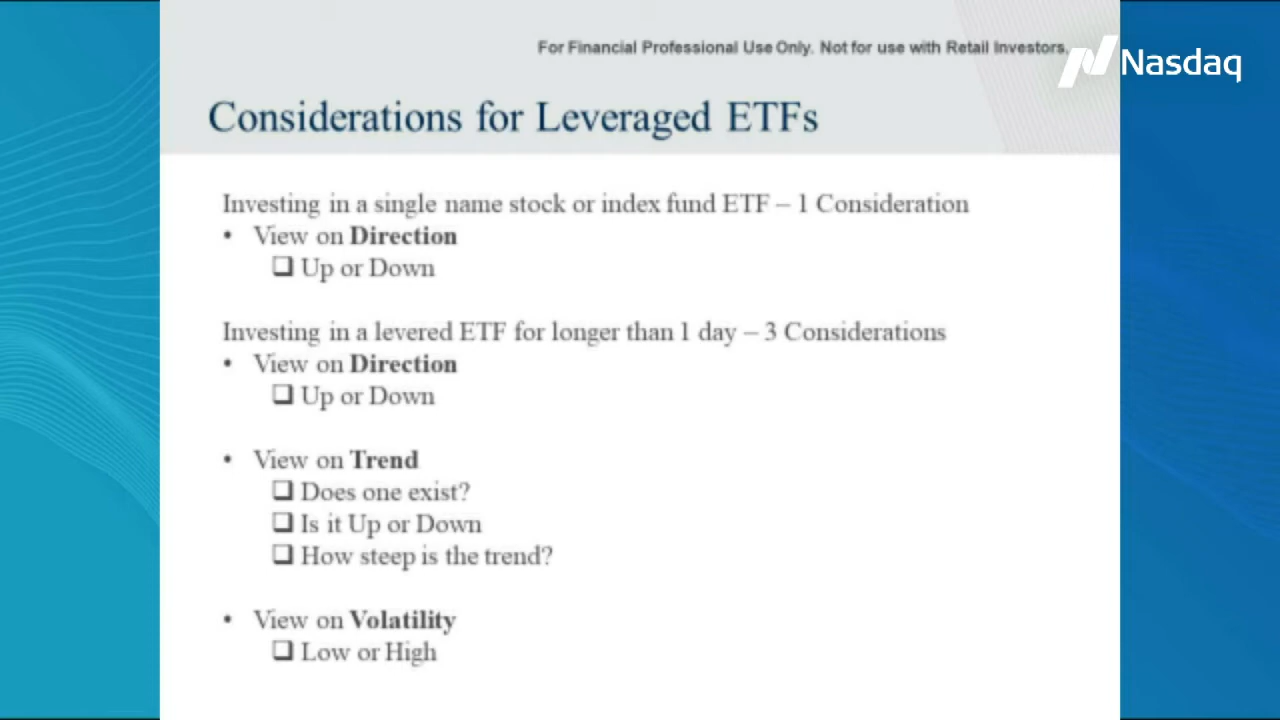 For Financial Professional Use Only. Not for use with Retail Investors.
Nasdaq
Considerations for Leveraged ETFs
Investing in a single name stock or index fund ETF – 1 Consideration
• View on Direction
❑ Up or Down
Investing in a levered ETF for longer than 1 day – 3 Considerations
• View on Direction
❑ Up or Down
• View on Trend
❑ Does one exist?
❑ Is it Up or Down
❑ How steep is the trend?
• View on Volatility
❑ Low or High